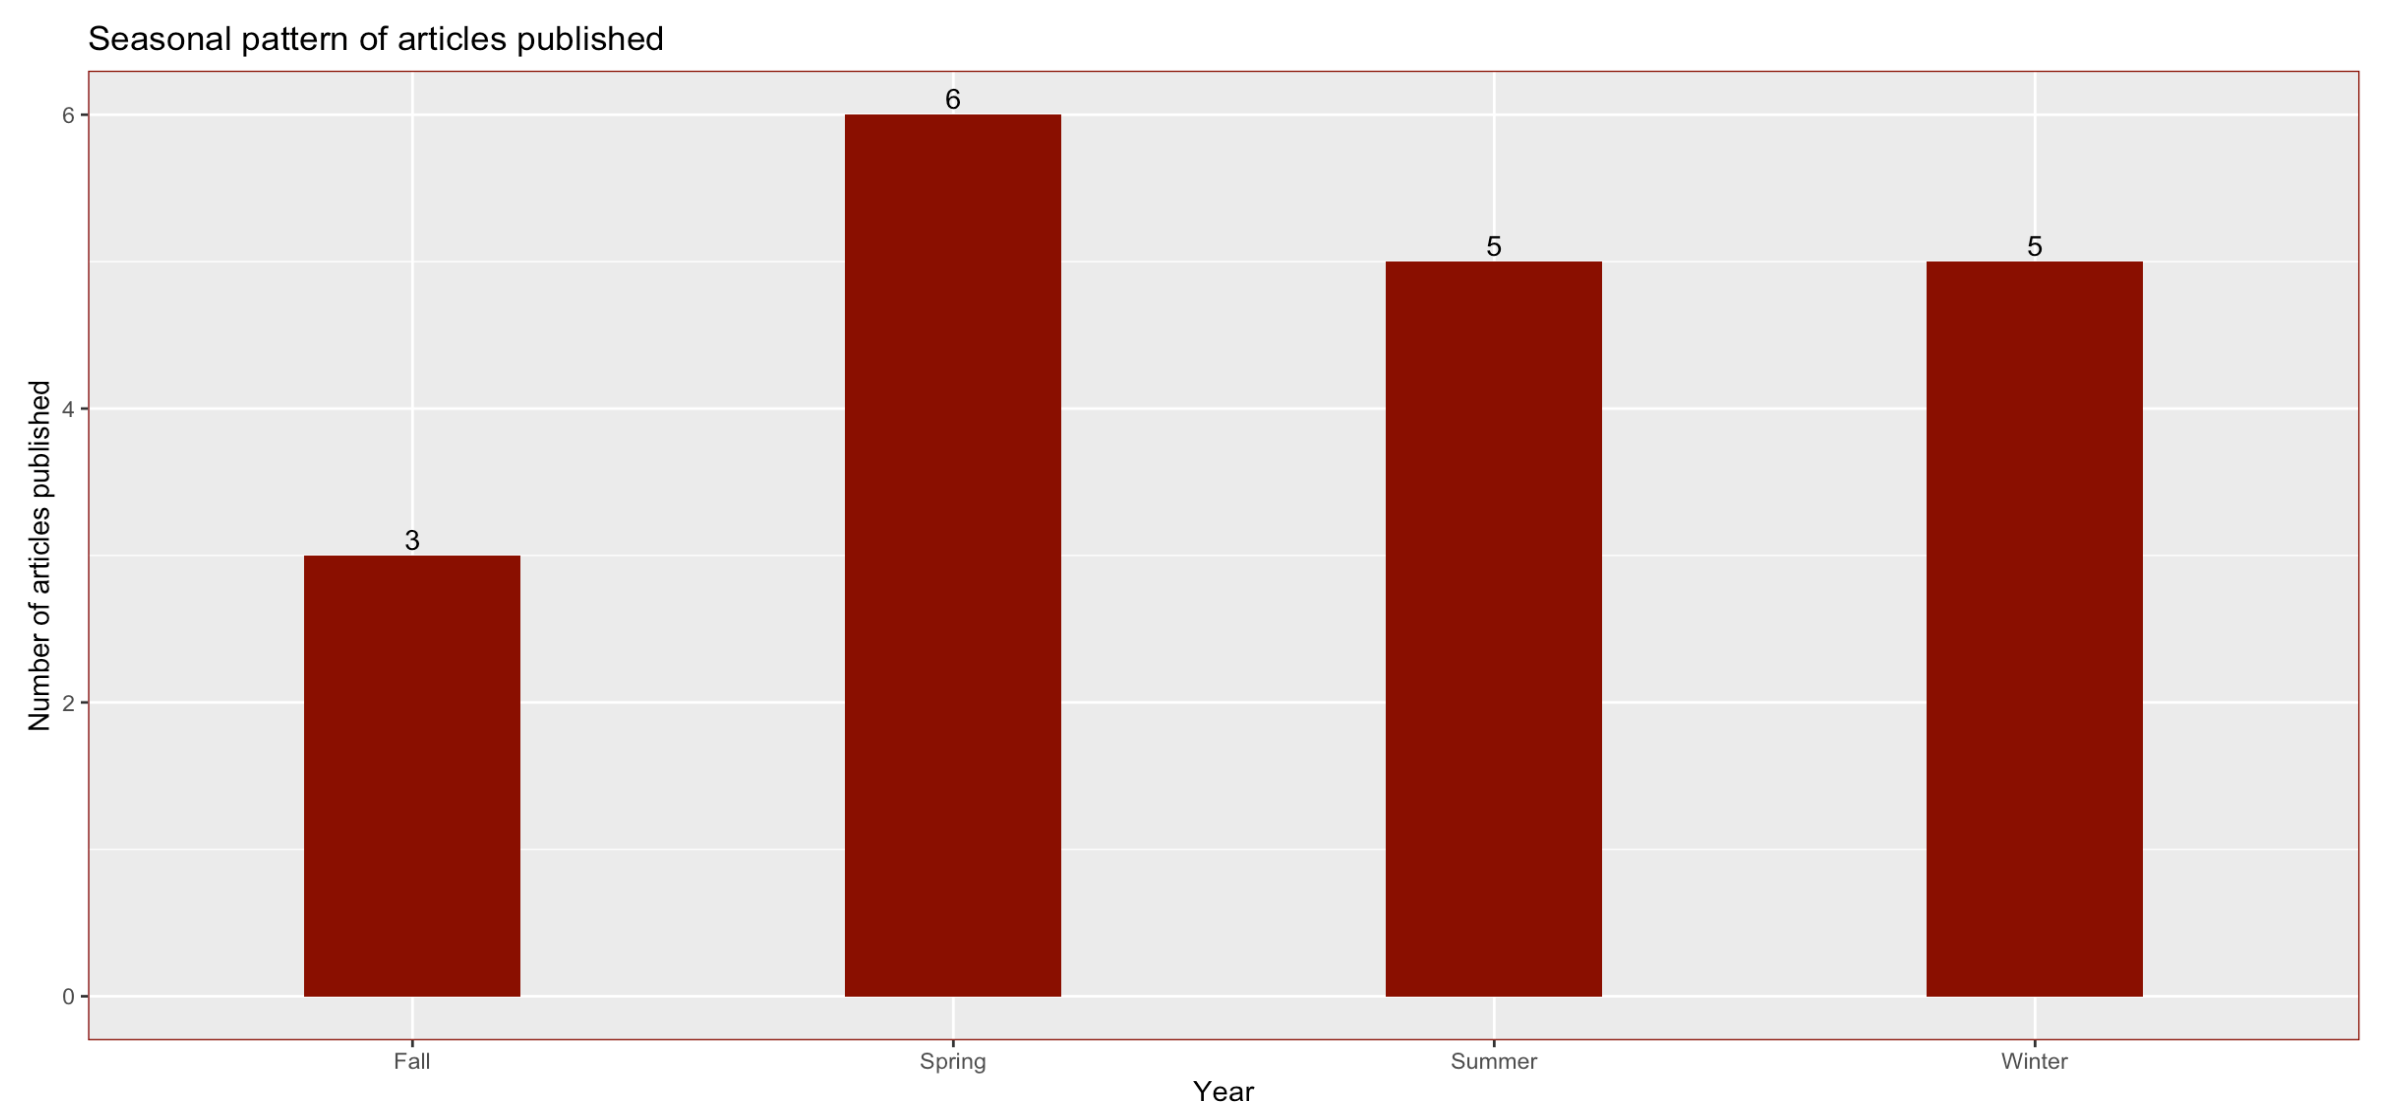 Seasonal pattern of articles published
Number of articles published
6
4
2
0
3
6
5
5
Fall
Spring
Summer
Winter
Year